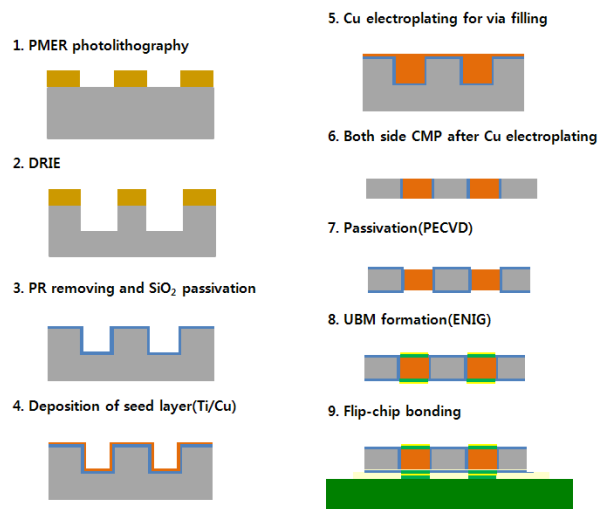 1. PMER photolithography
2. DRIE
3. PR removing and SiO₂ passivation
4. Deposition of seed layer(Ti/Cu)
5. Cu electroplating for via filling
6. Both side CMP after Cu electroplating
7. Passivation(PECVD)
8. UBM formation(ENIG)
9. Flip-chip bonding